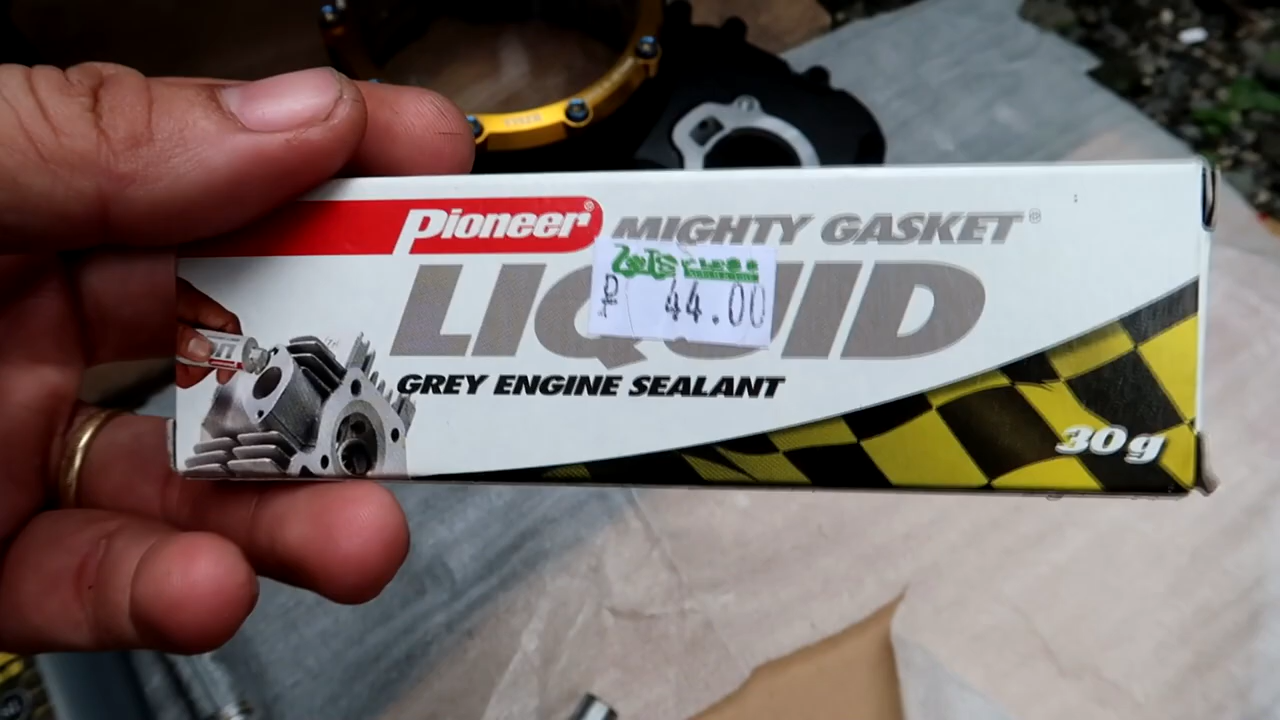 Pioneer® MIGHTY GASKET®
LIQUID
₱ 44.00
GREY ENGINE SEALANT
30g